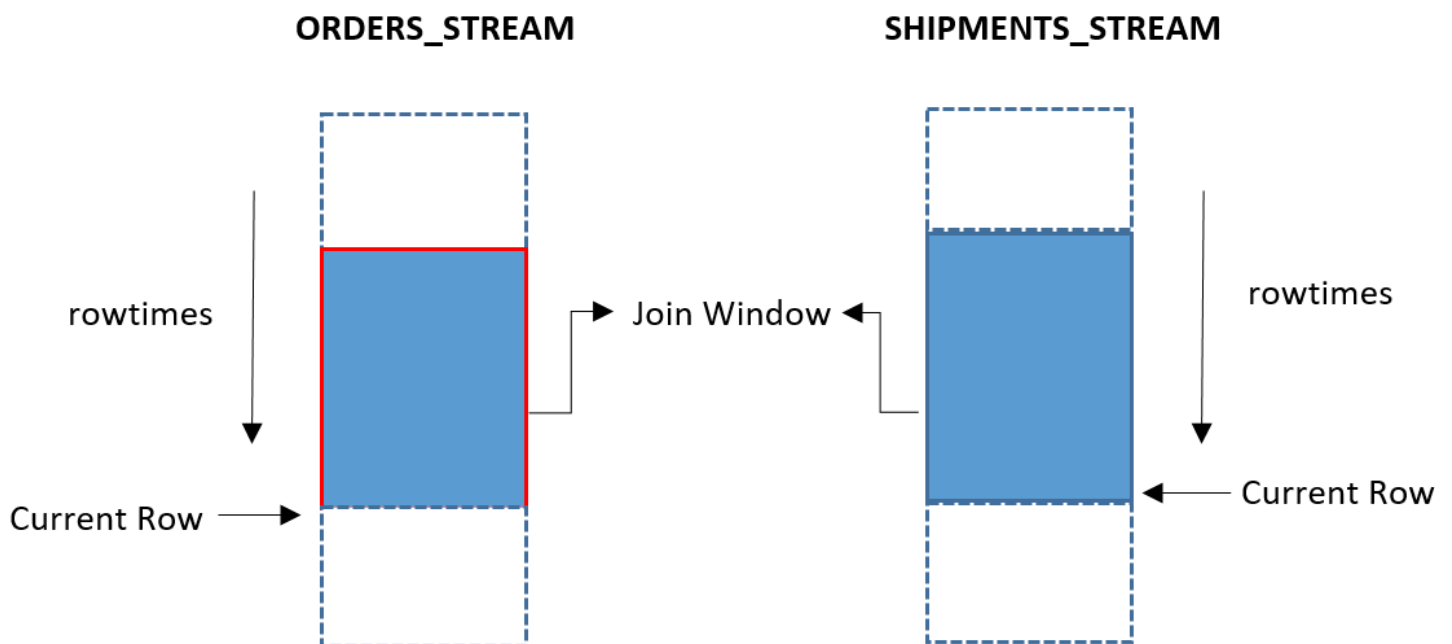 ORDERS_STREAM
SHIPMENTS_STREAM
rowtimes
Join Window
rowtimes
Current Row
Current Row